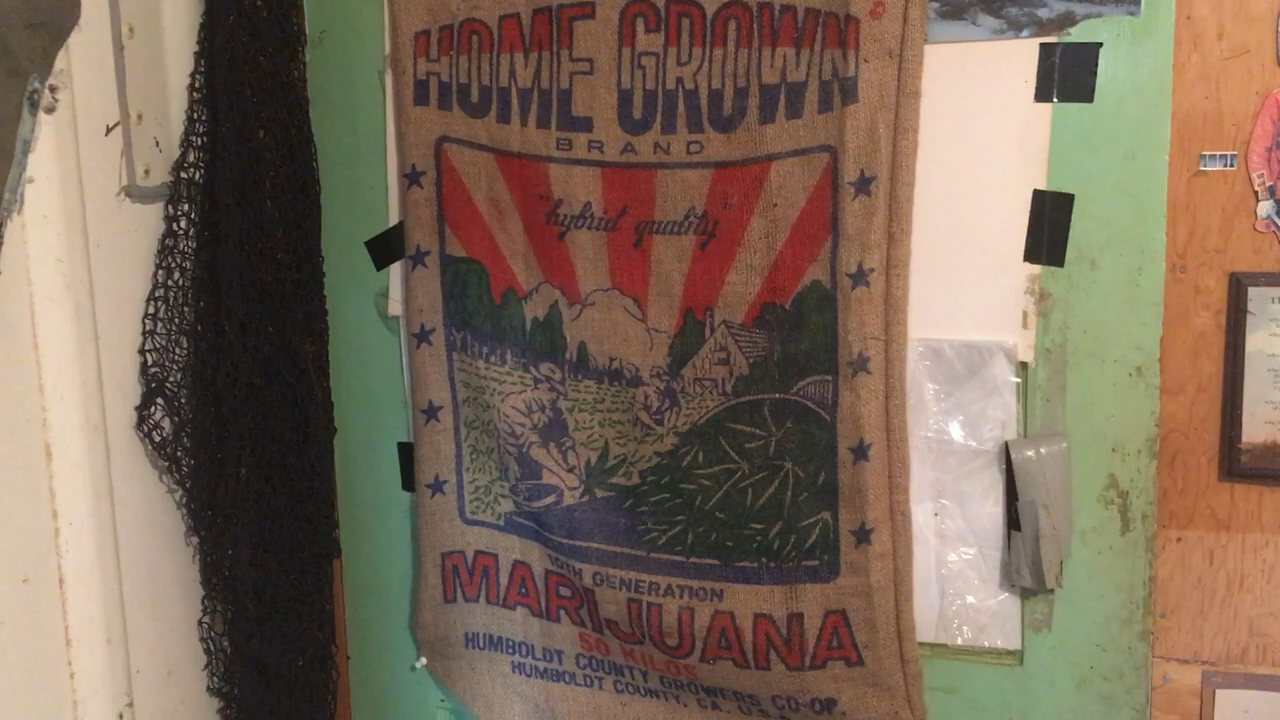 HOME GROWN
BRAND
"hybrid quality"
10TH GENERATION
MARIJUANA
50 KILOS
HUMBOLDT COUNTY GROWERS CO-OP.
HUMBOLDT COUNTY, CA. U.S.A.